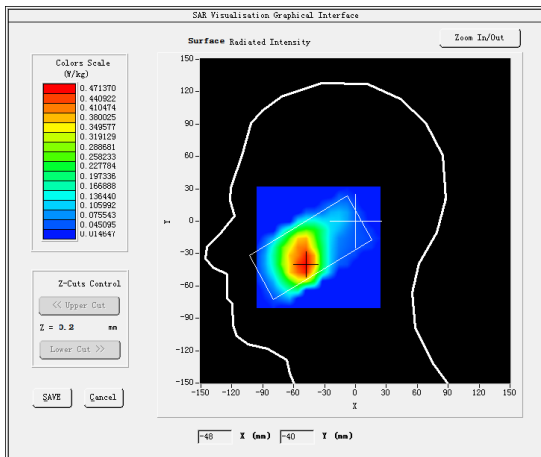 SAR Visualisation Graphical Interface
Surface Radiated Intensity
Zoom In/Out
Colors Scale
(W/kg)
0.471370
0.440922
0.410474
0.380025
0.349577
0.319129
0.288681
0.258233
0.227784
0.197336
0.166888
0.136440
0.105992
0.075543
0.045095
0.014647
Z-Cuts Control
<< Upper Cut
Z = 0.2 mm
Lower Cut >>
SAVE
Cancel
150
120
90
60
30
0
-30
-60
-90
-120
-150
Y
-150 -120 -90 -60 -30 0 30 60 90 120 150
X
-48 X (mm) -40 Y (mm)